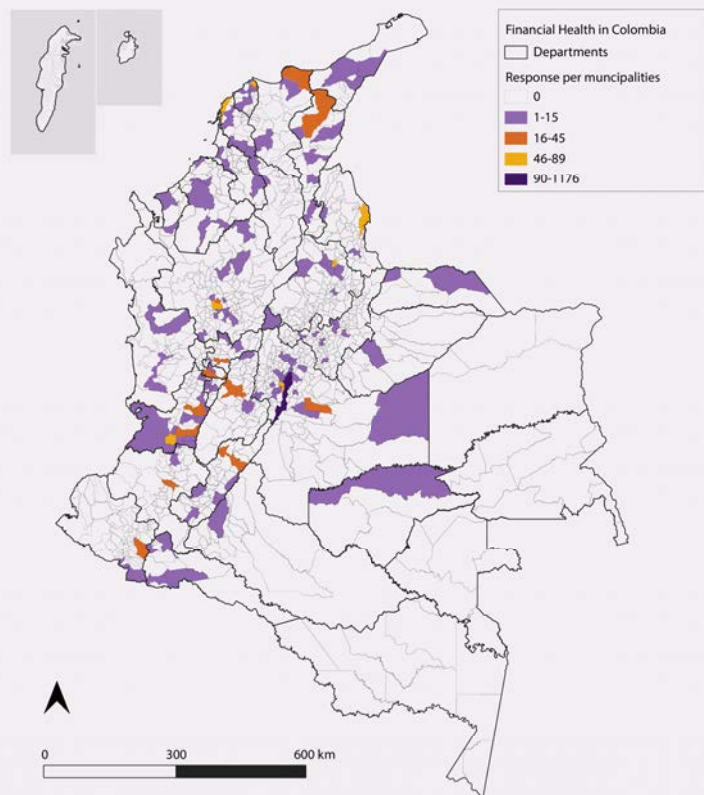 Financial Health in Colombia
Departments
Response per muncipalities
0
1-15
16-45
46-89
90-1176
0 300 600 km